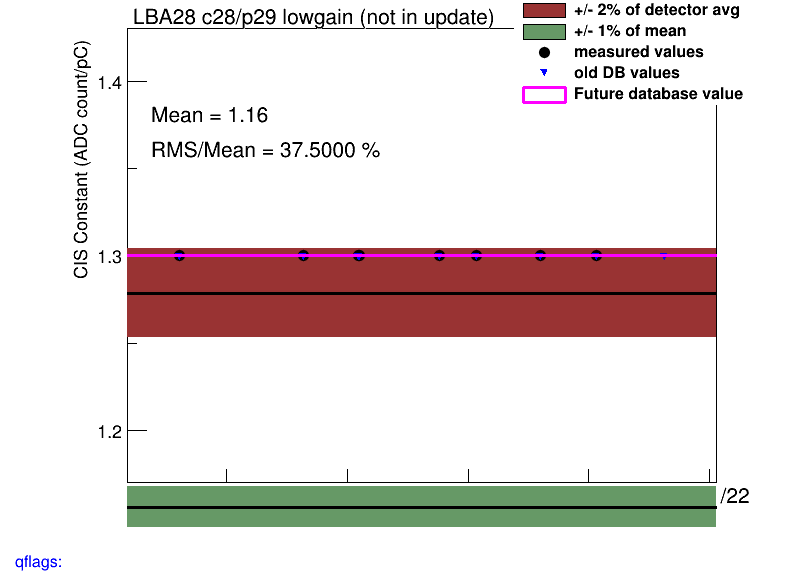 LBA28 c28/p29 lowgain (not in update)
+/- 2% of detector avg
+/- 1% of mean
measured values
old DB values
Future database value
CIS Constant (ADC count/pC)
1.4
Mean = 1.16
RMS/Mean = 37.5000 %
1.3
1.2
/22
qflags: